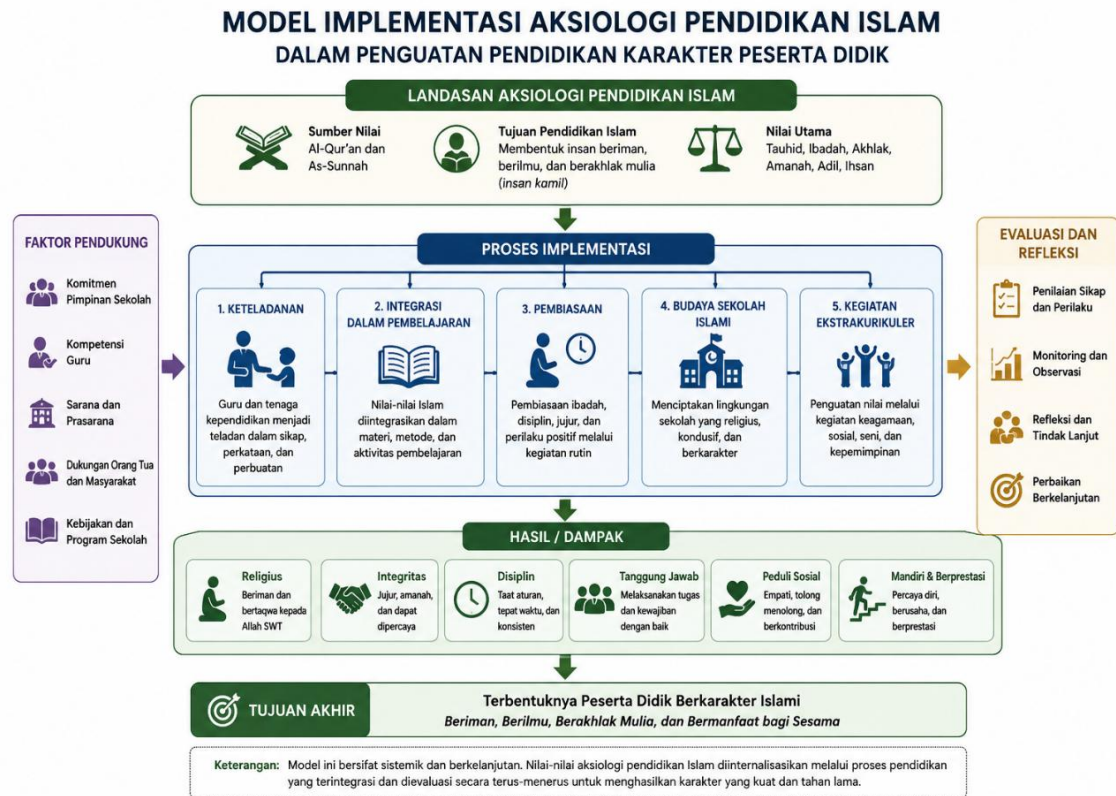 MODEL IMPLEMENTASI AKSIOLOGI PENDIDIKAN ISLAM
DALAM PENGUATAN PENDIDIKAN KARAKTER PESERTA DIDIK
LANDASAN AKSIOLOGI PENDIDIKAN ISLAM
Sumber Nilai
Al-Qur'an dan
As-Sunnah
Tujuan Pendidikan Islam
Membentuk insan beriman,
berilmu, dan berakhlak mulia
(insan kamil)
Nilai Utama
Tauhid, Ibadah, Akhlak,
Amanah, Adil, Ihsan
FAKTOR PENDUKUNG
Komitmen
Pimpinan Sekolah
Kompetensi
Guru
Sarana dan
Prasarana
Dukungan Orang Tua
dan Masyarakat
Kebijakan dan
Program Sekolah
PROSES IMPLEMENTASI
1. KETELADANAN
Guru dan tenaga
kependidikan menjadi
teladan dalam sikap,
perkataan, dan
perbuatan
2. INTEGRASI
DALAM PEMBELAJARAN
Nilai-nilai Islam
diintegrasikan dalam
materi, metode, dan
aktivitas pembelajaran
3. PEMBIASAAN
Pembiasaan ibadah,
disiplin, jujur, dan
perilaku positif melalui
kegiatan rutin
4. BUDAYA SEKOLAH
ISLAMI
Menciptakan lingkungan
sekolah yang religius,
kondusif, dan
berkarakter
5. KEGIATAN
EKSTRAKURIKULER
Penguatan nilai melalui
kegiatan keagamaan,
sosial, seni, dan
kepemimpinan
EVALUASI DAN
REFLEKSI
Penilaian Sikap
dan Perilaku
Monitoring dan
Observasi
Refleksi dan
Tindak Lanjut
Perbaikan
Berkelanjutan
HASIL / DAMPAK
Religius
Beriman dan
bertaqwa kepada
Allah SWT
Integritas
Jujur, amanah,
dan dapat
dipercaya
Disiplin
Taat aturan,
tepat waktu, dan
konsisten
Tanggung Jawab
Melaksanakan tugas
dan kewajiban
dengan baik
Peduli Sosial
Empati, tolong
menolong, dan
berkontribusi
Mandiri & Berprestasi
Percaya diri,
berusaha, dan
berprestasi
TUJUAN AKHIR
Terbentuknya Peserta Didik Berkarakter Islami
Beriman, Berilmu, Berakhlak Mulia, dan Bermanfaat bagi Sesama
Keterangan: Model ini bersifat sistemik dan berkelanjutan. Nilai-nilai aksiologi pendidikan Islam diinternalisasikan melalui proses pendidikan
yang terintegrasi dan dievaluasi secara terus-menerus untuk menghasilkan karakter yang kuat dan tahan lama.